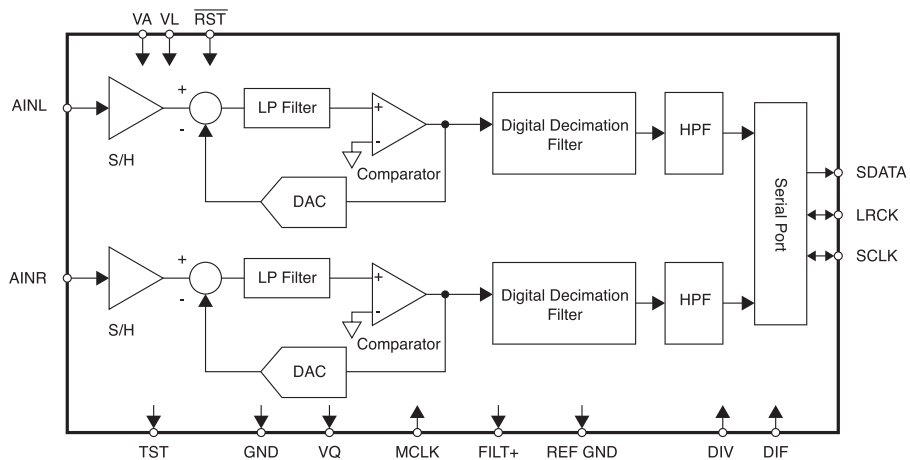 VA VL RST
AINL
+
-
S/H
LP Filter
+
-
Comparator
DAC
Digital Decimation
Filter
HPF
Serial Port
SDATA
LRCK
SCLK
AINR
+
-
S/H
LP Filter
+
-
Comparator
DAC
Digital Decimation
Filter
HPF
TST GND VQ MCLK FILT+ REF GND DIV DIF